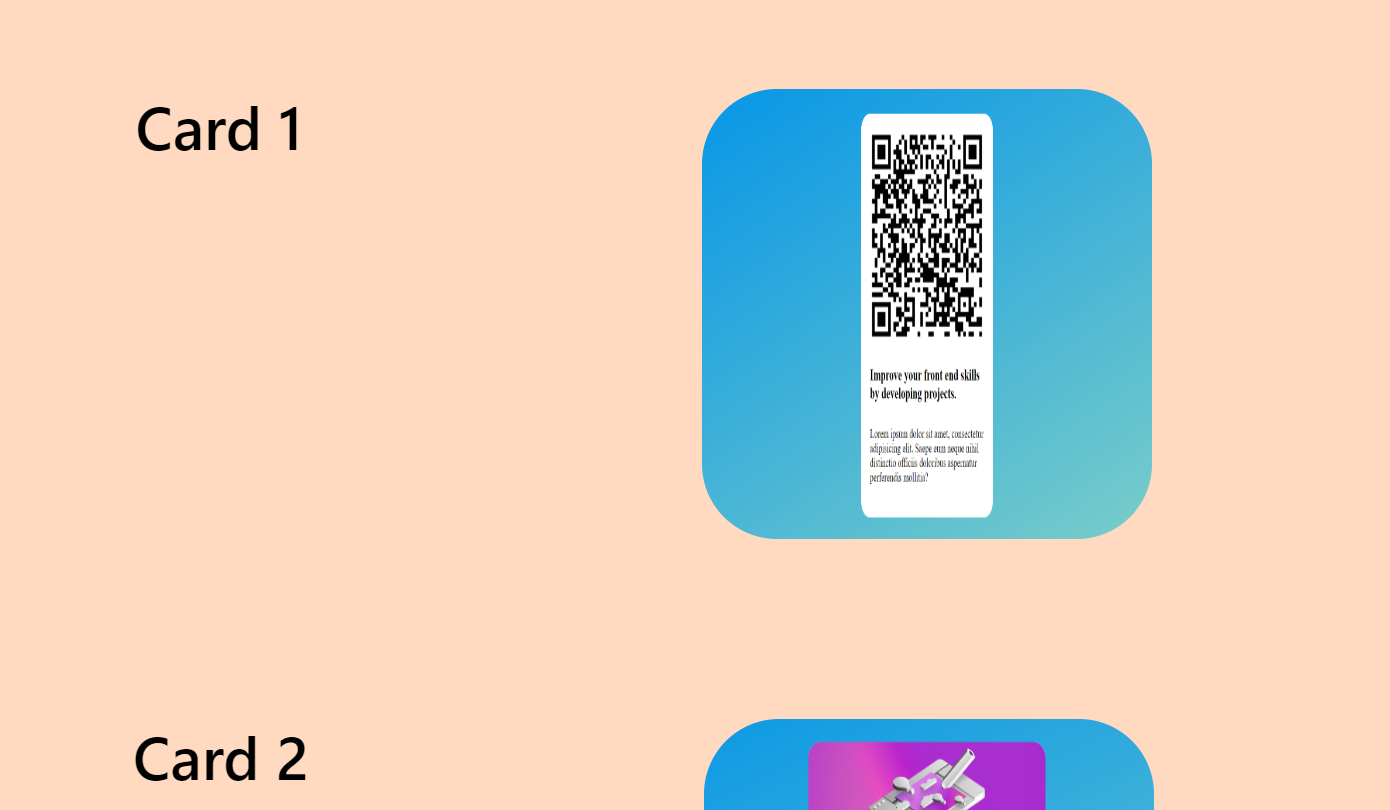 Card 1
Improve your front end skills
by developing projects.
Lorem ipsum dolor sit amet, consectetur
adipisicing elit. Saepe eum neque nihil
distinctio officiis doloribus aspernatur
perferendis mollitia?
Card 2